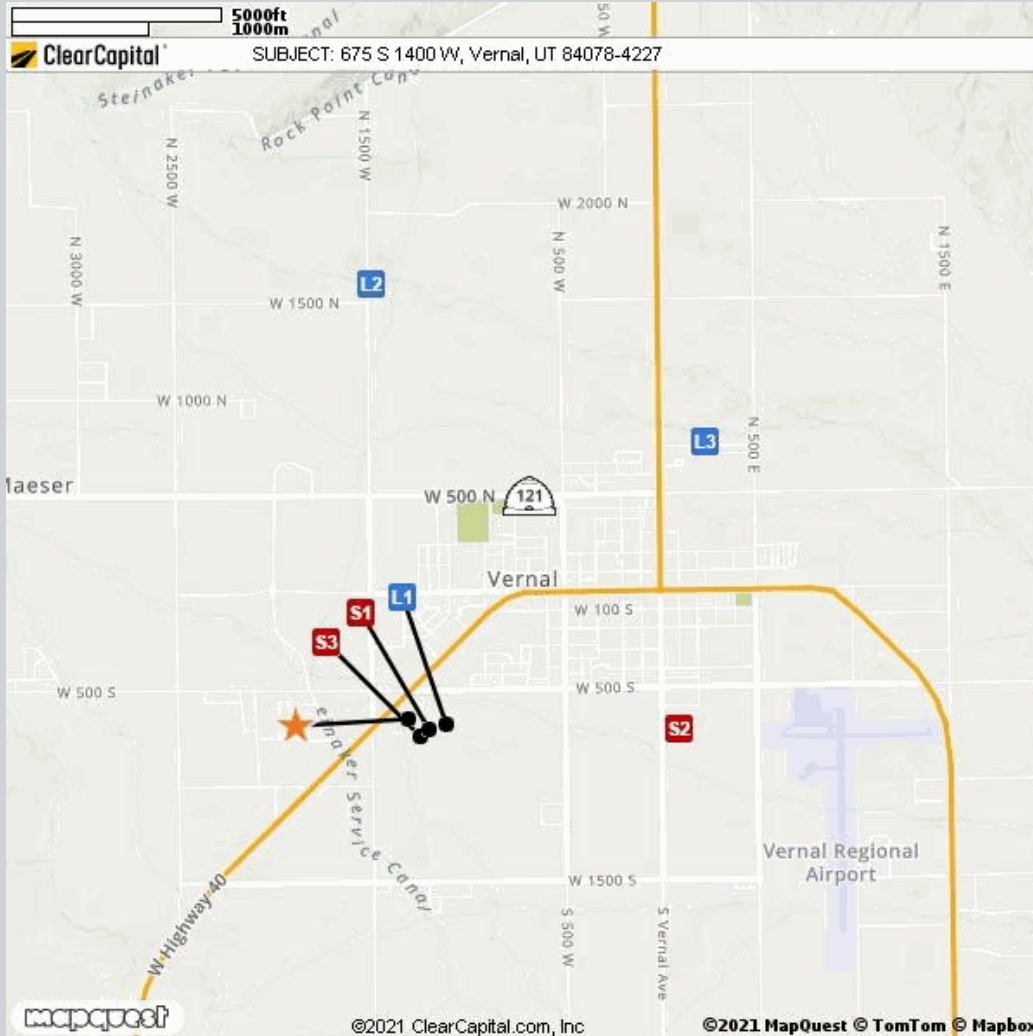 5000ft
1000m
ClearCapital
SUBJECT: 675 S 1400 W, Vernal, UT 84078-4227
50 W
Steinaker
Rock Point Canal
N 2500 W
N 1500 W
W 2000 N
N 3000 W
N 500 W
N 1500 E
L2
W 1500 N
W 1000 N
L3
N 500 E
Maeser
W 500 N
121
Vernal
L1
S1
W 100 S
S3
W 500 S
W 500 S
S2
einaker Service Canal
Vernal Regional
Airport
W 1500 S
W Highway 40
S 500 W
S Vernal Ave
mapquest
©2021 ClearCapital.com, Inc
©2021 MapQuest © TomTom © Mapbox